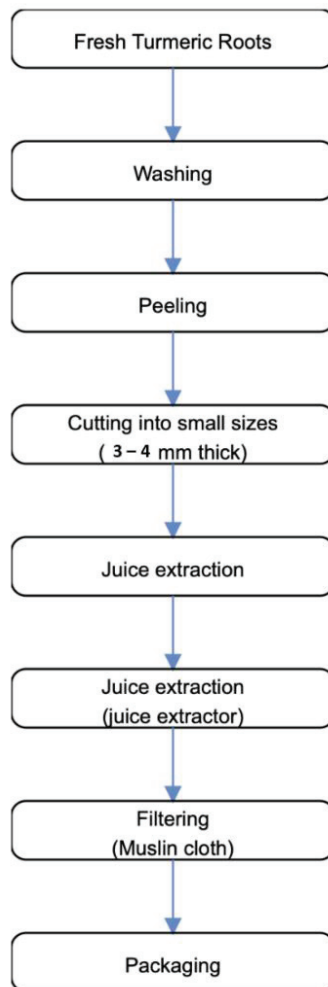 Fresh Turmeric Roots
Washing
Peeling
Cutting into small sizes
( 3 – 4 mm thick)
Juice extraction
Juice extraction
(juice extractor)
Filtering
(Muslin cloth)
Packaging